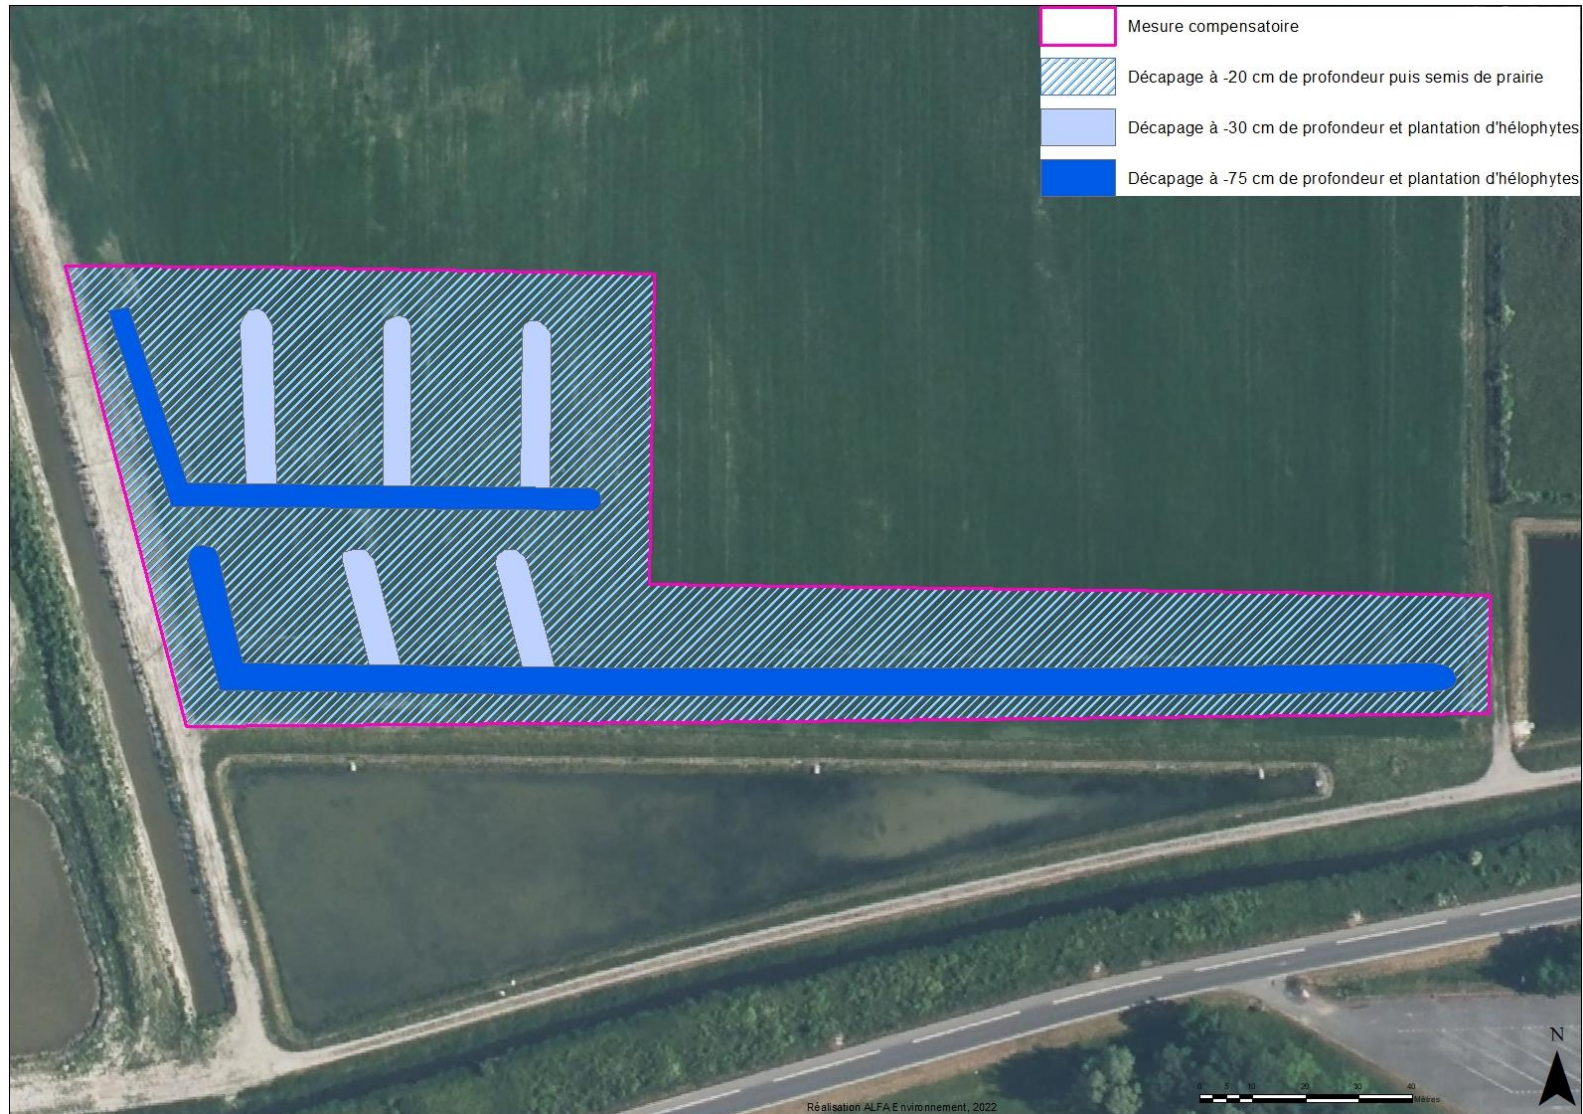 Mesure compensatoire
Décapage à -20 cm de profondeur puis semis de prairie
Décapage à -30 cm de profondeur et plantation d'hélophytes
Décapage à -75 cm de profondeur et plantation d'hélophytes
N
0 5 10 20 30 40
Mètres
Réalisation ALFA Environnement, 2022